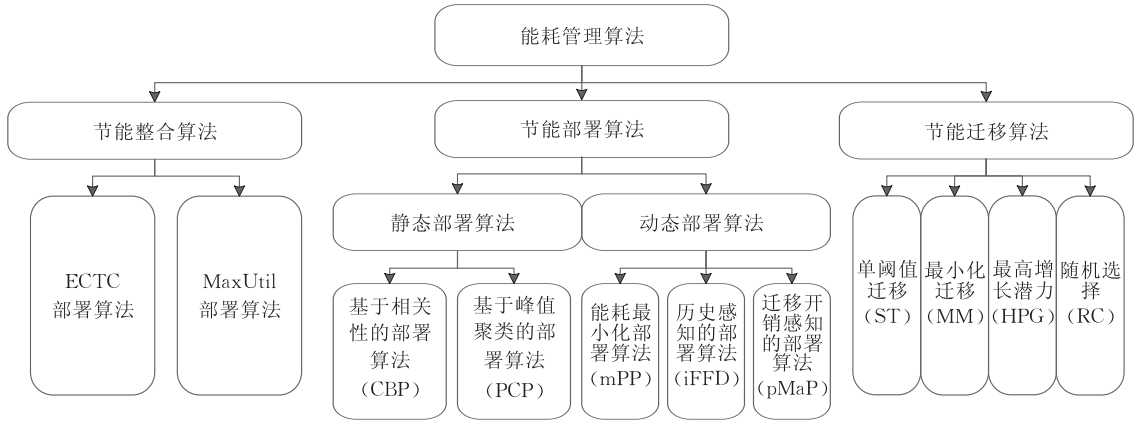 能耗管理算法
节能整合算法
节能部署算法
节能迁移算法
静态部署算法
动态部署算法
ECTC
部署算法
MaxUtil
部署算法
基于相关
性的部署
算法
(CBP)
基于峰值
聚类的部
署算法
(PCP)
能耗最
小化部
署算法
(mPP)
历史感
知的部
署算法
(iFFD)
迁移开
销感知
的部署
算法
(pMaP)
单阈值
迁移
(ST)
最小化
迁移
(MM)
最高增
长潜力
(HPG)
随机选
择
(RC)